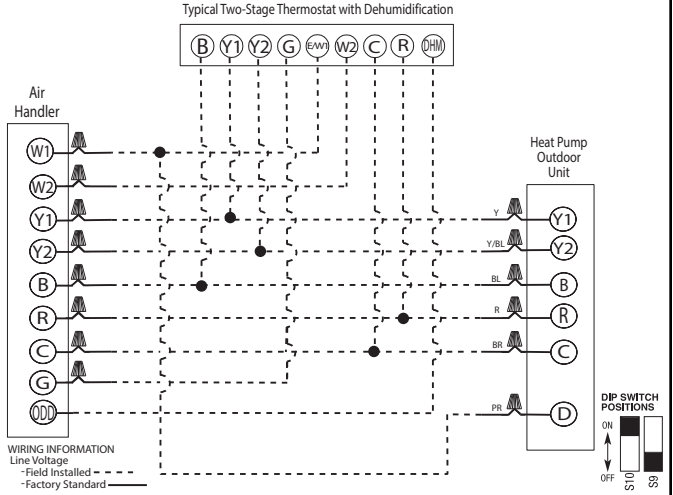 Typical Two-Stage Thermostat with Dehumidification
B Y1 Y2 G E/W1 W2 C R DHM
Air
Handler
W1
W2
Y1
Y2
B
R
C
G
ODD
Heat Pump
Outdoor
Unit
Y Y1
Y/BL Y2
BL B
R R
BR C
PR D
DIP SWITCH
POSITIONS
ON
OFF
S10 S9
WIRING INFORMATION
Line Voltage
-Field Installed
-Factory Standard